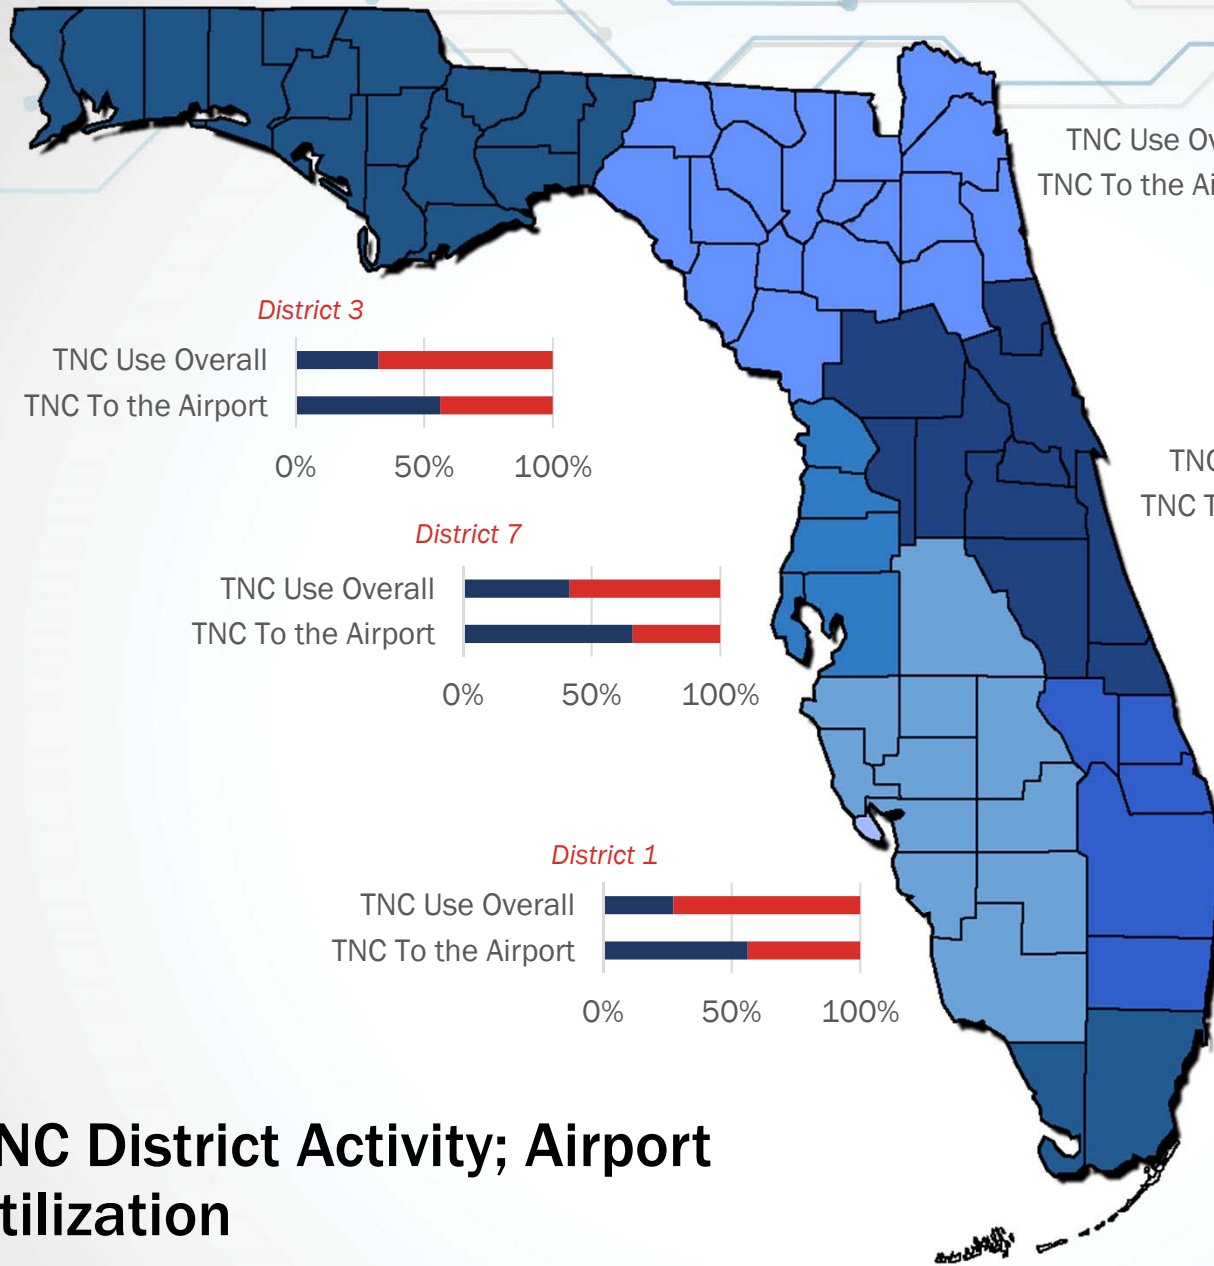 TNC Use Ov
TNC To the Ai
District 3
TNC Use Overall
TNC To the Airport
0% 50% 100%
TNC
TNC T
District 7
TNC Use Overall
TNC To the Airport
0% 50% 100%
District 1
TNC Use Overall
TNC To the Airport
0% 50% 100%
NC District Activity; Airport
tilization